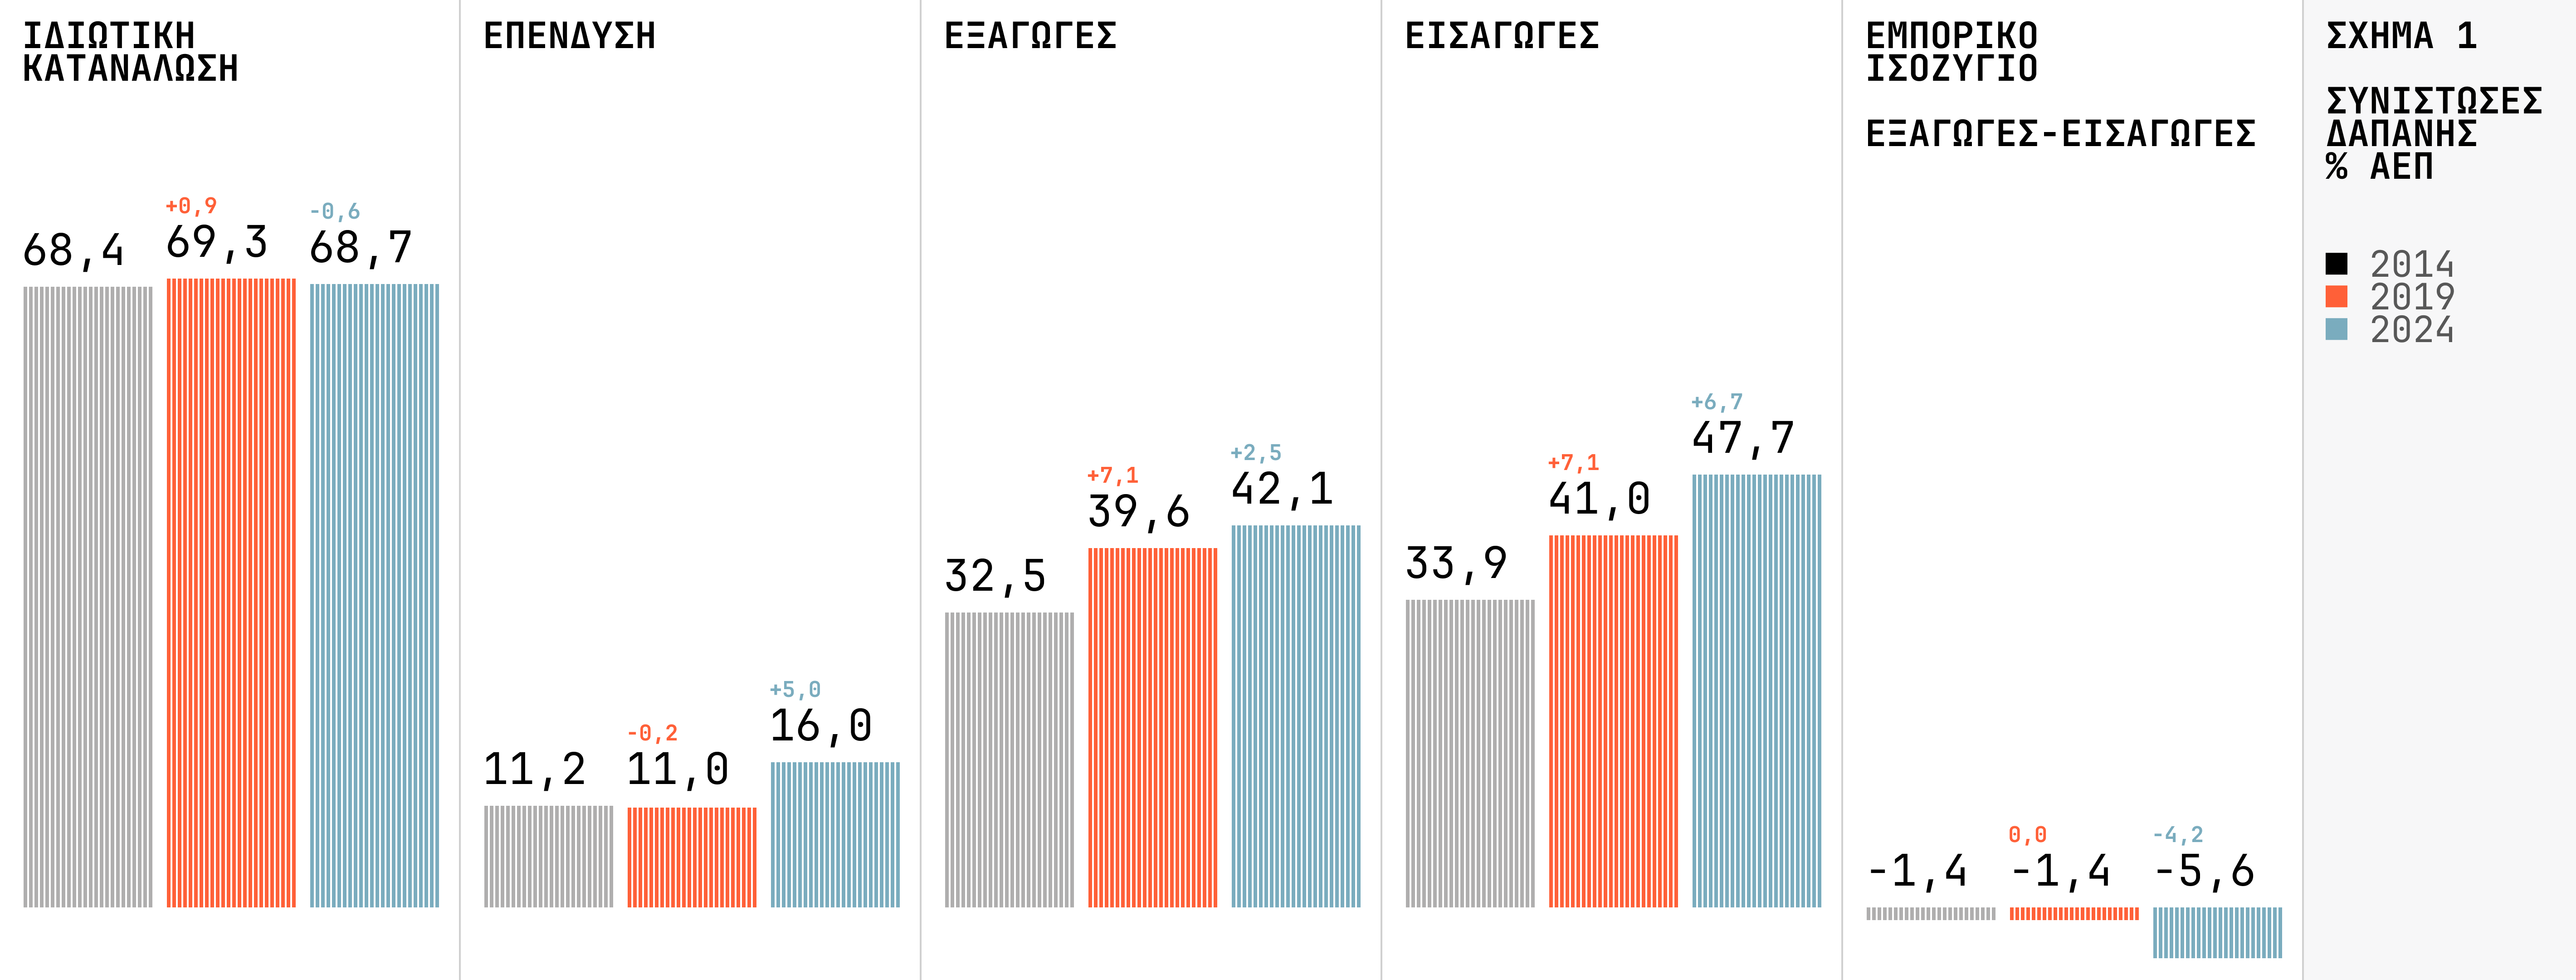 ΙΔΙΩΤΙΚΗ
ΚΑΤΑΝΑΛΩΣΗ
68,4
+0,9
69,3
-0,6
68,7
ΕΠΕΝΔΥΣΗ
11,2
-0,2
11,0
+5,0
16,0
ΕΞΑΓΩΓΕΣ
32,5
+7,1
39,6
+2,5
42,1
ΕΙΣΑΓΩΓΕΣ
33,9
+7,1
41,0
+6,7
47,7
ΕΜΠΟΡΙΚΟ
ΙΣΟΖΥΓΙΟ
ΕΞΑΓΩΓΕΣ-ΕΙΣΑΓΩΓΕΣ
-1,4
0,0
-1,4
-4,2
-5,6
ΣΧΗΜΑ 1
ΣΥΝΙΣΤΩΣΕΣ
ΔΑΠΑΝΗΣ
% ΑΕΠ
2014
2019
2024